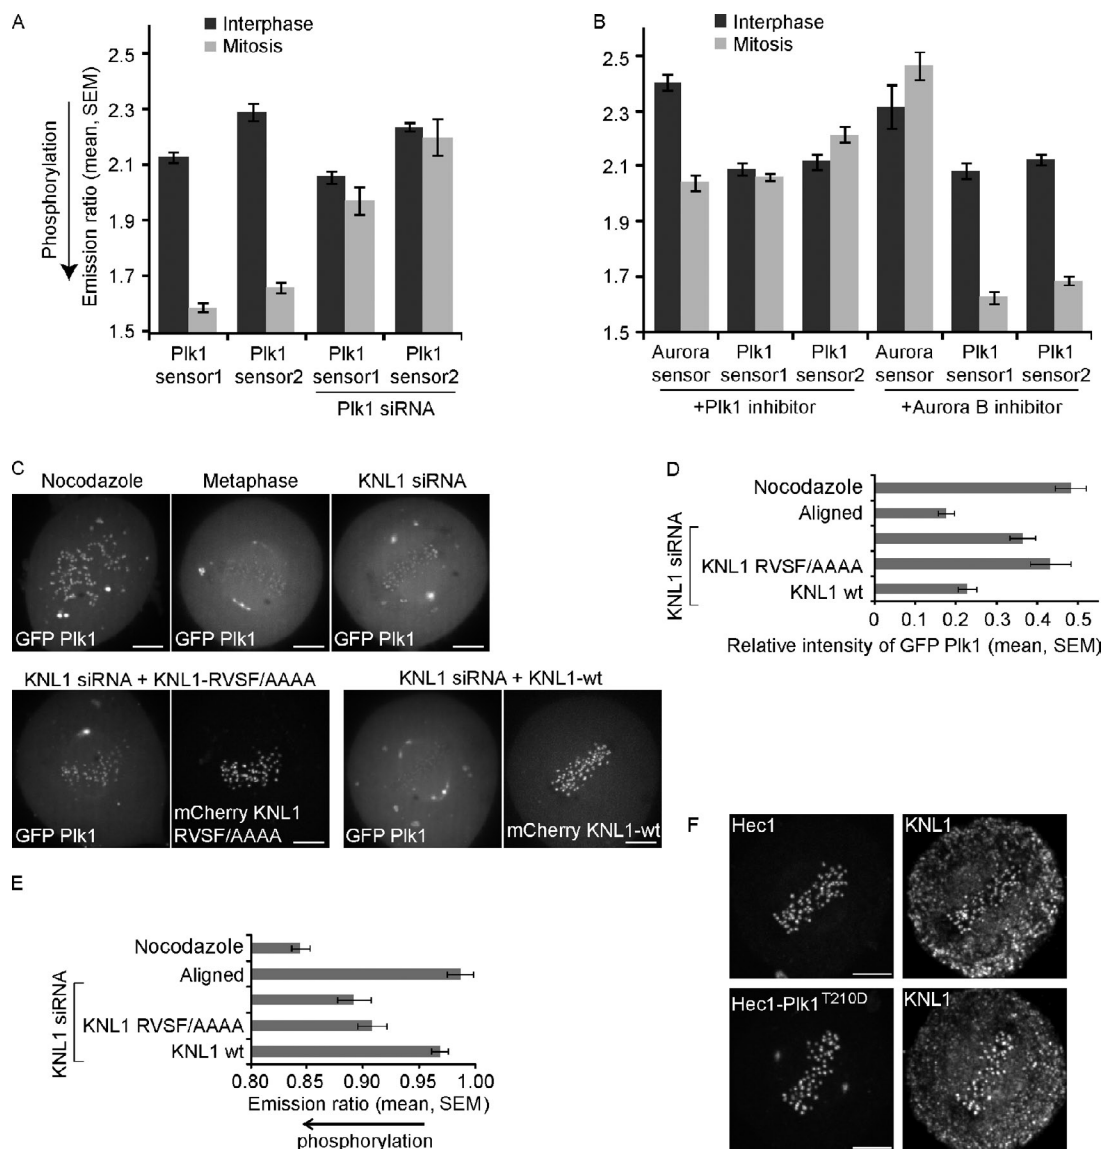 A
Interphase
Mitosis
2.5
2.3
2.1
1.9
1.7
1.5
Phosphorylation
Emission ratio (mean, SEM)
Plk1 sensor1
Plk1 sensor2
Plk1 sensor1
Plk1 sensor2
Plk1 siRNA
B
Interphase
Mitosis
2.5
2.3
2.1
1.9
1.7
1.5
Aurora sensor
Plk1 sensor1
Plk1 sensor2
Aurora sensor
Plk1 sensor1
Plk1 sensor2
+Plk1 inhibitor
+Aurora B inhibitor
C
Nocodazole
Metaphase
KNL1 siRNA
GFP Plk1
GFP Plk1
GFP Plk1
KNL1 siRNA + KNL1-RVSF/AAAA
KNL1 siRNA + KNL1-wt
GFP Plk1
mCherry KNL1
RVSF/AAAA
GFP Plk1
mCherry KNL1-wt
D
Nocodazole
Aligned
KNL1 RVSF/AAAA
KNL1 wt
KNL1 siRNA
0 0.1 0.2 0.3 0.4 0.5
Relative intensity of GFP Plk1 (mean, SEM)
E
Nocodazole
Aligned
KNL1 RVSF/AAAA
KNL1 wt
KNL1 siRNA
0.80 0.85 0.90 0.95 1.00
Emission ratio (mean, SEM)
phosphorylation
F
Hec1
KNL1
Hec1-Plk1T210D
KNL1